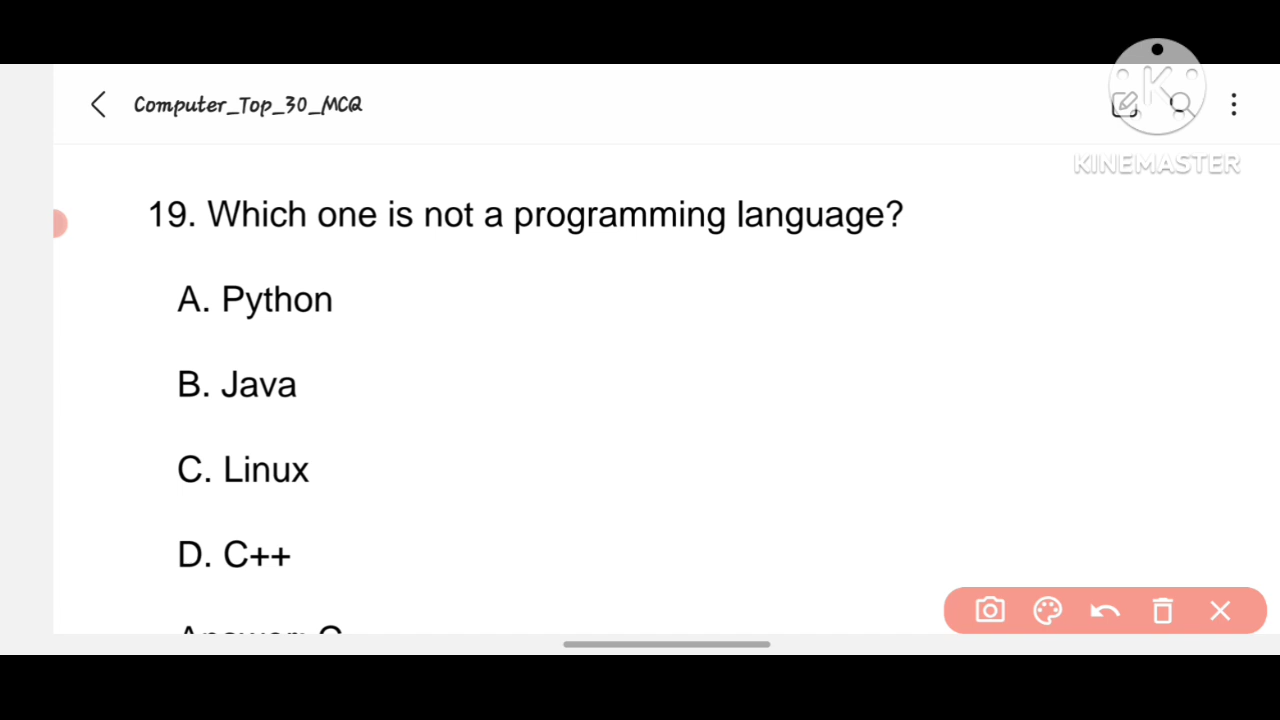 Computer_Top_30_MCQ
KINEMASTER
19. Which one is not a programming language?
A. Python
B. Java
C. Linux
D. C++